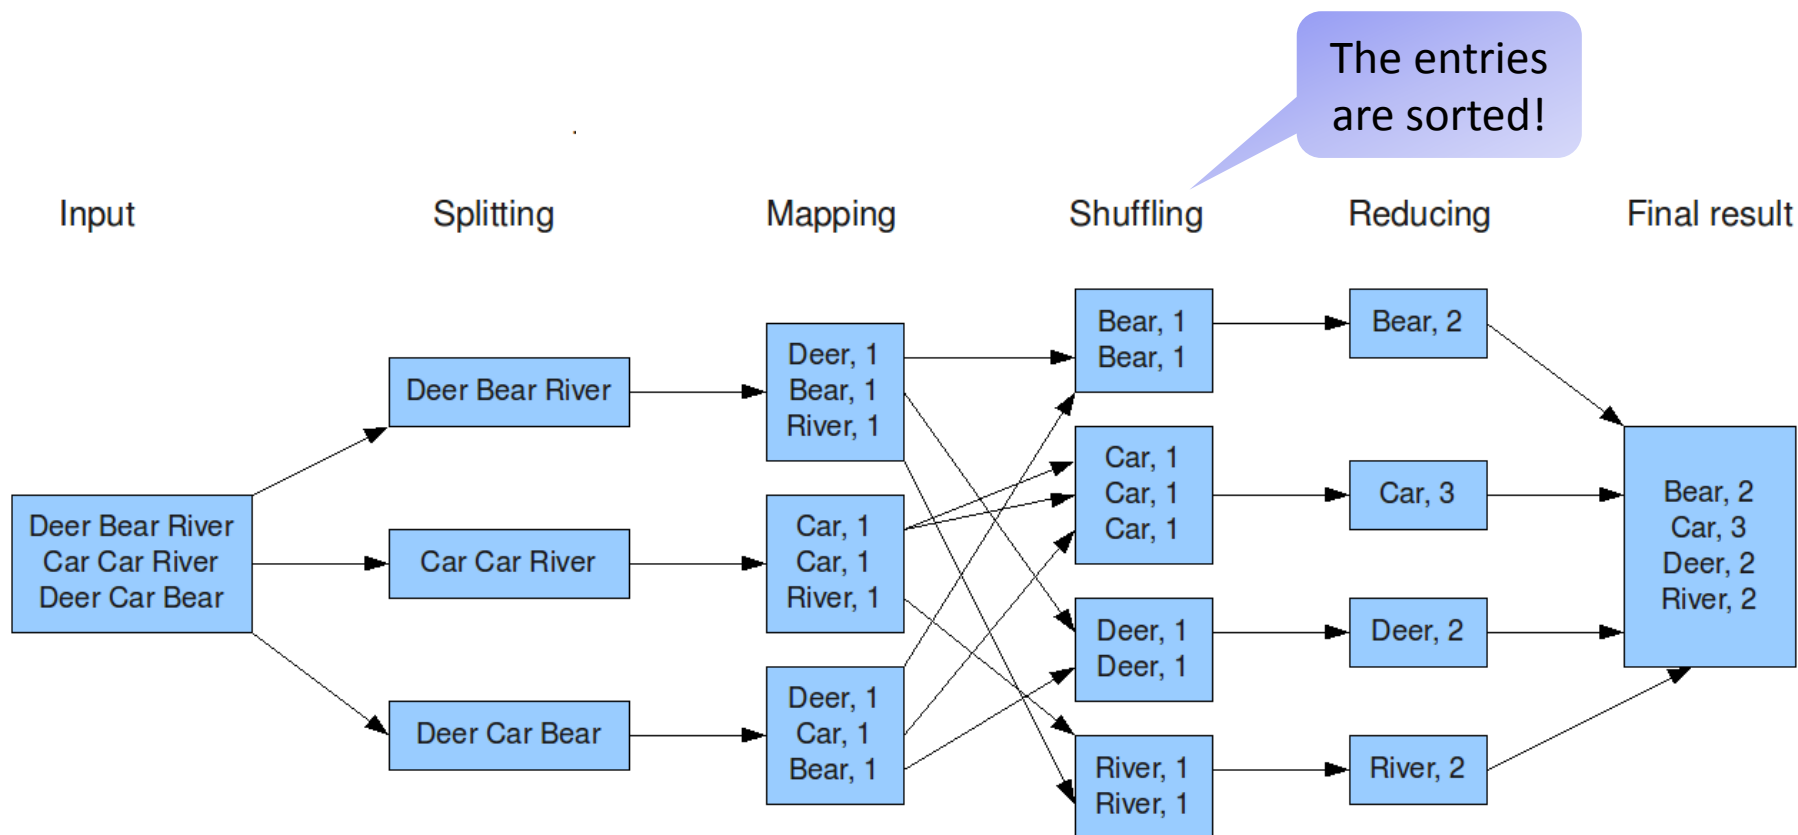 The entries
are sorted!
Input
Splitting
Mapping
Shuffling
Reducing
Final result
Deer Bear River
Car Car River
Deer Car Bear
Deer Bear River
Car Car River
Deer Car Bear
Deer, 1
Bear, 1
River, 1
Car, 1
Car, 1
River, 1
Deer, 1
Car, 1
Bear, 1
Bear, 1
Bear, 1
Car, 1
Car, 1
Car, 1
Deer, 1
Deer, 1
River, 1
River, 1
Bear, 2
Car, 3
Deer, 2
River, 2
Bear, 2
Car, 3
Deer, 2
River, 2